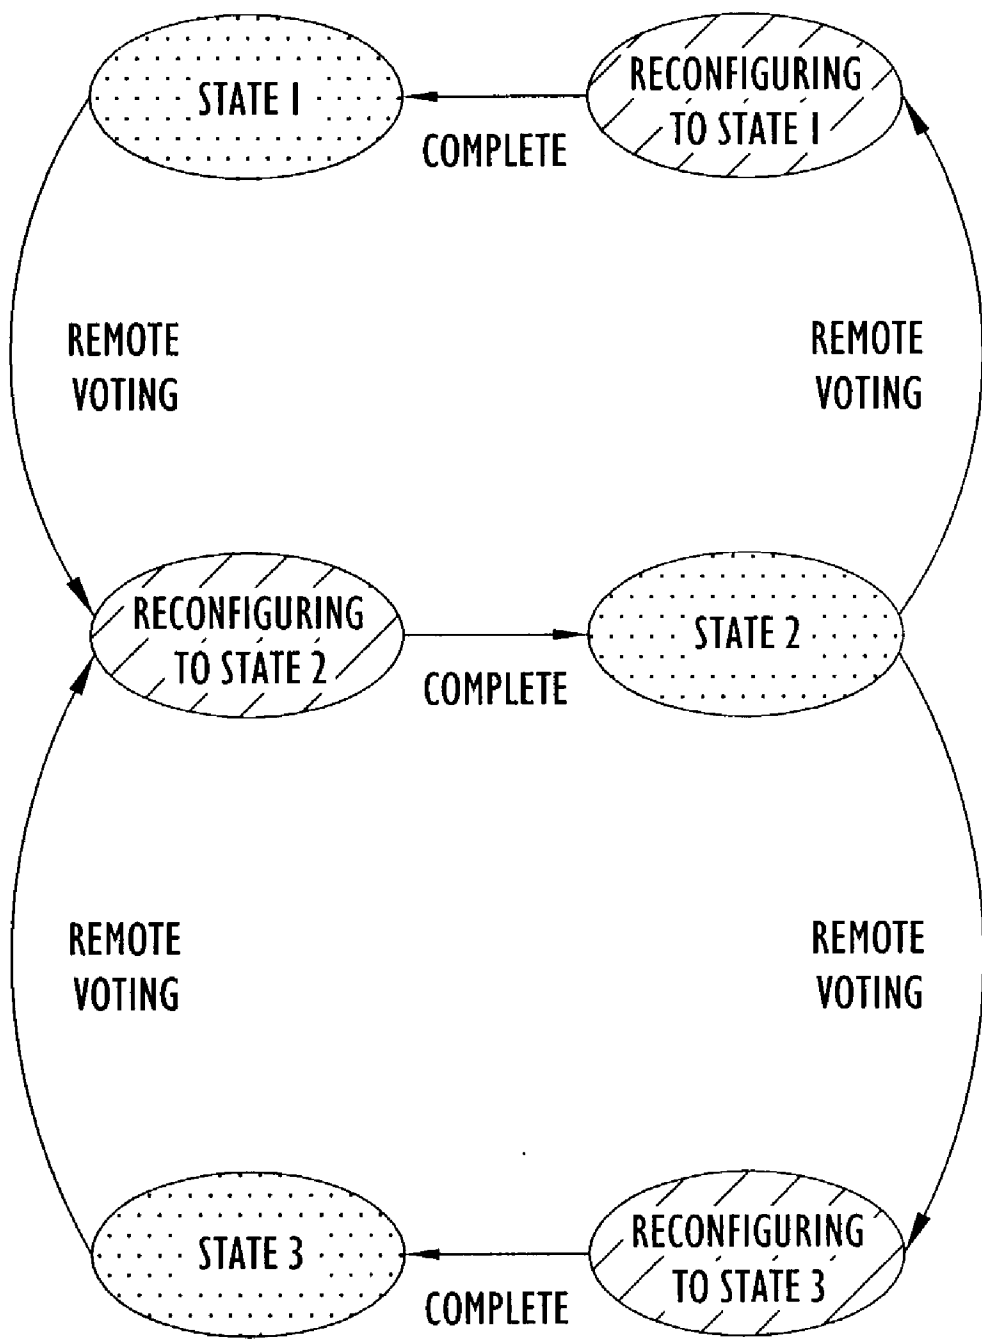 STATE 1
RECONFIGURING
TO STATE 1
COMPLETE
REMOTE
VOTING
REMOTE
VOTING
RECONFIGURING
TO STATE 2
STATE 2
COMPLETE
REMOTE
VOTING
REMOTE
VOTING
STATE 3
RECONFIGURING
TO STATE 3
COMPLETE